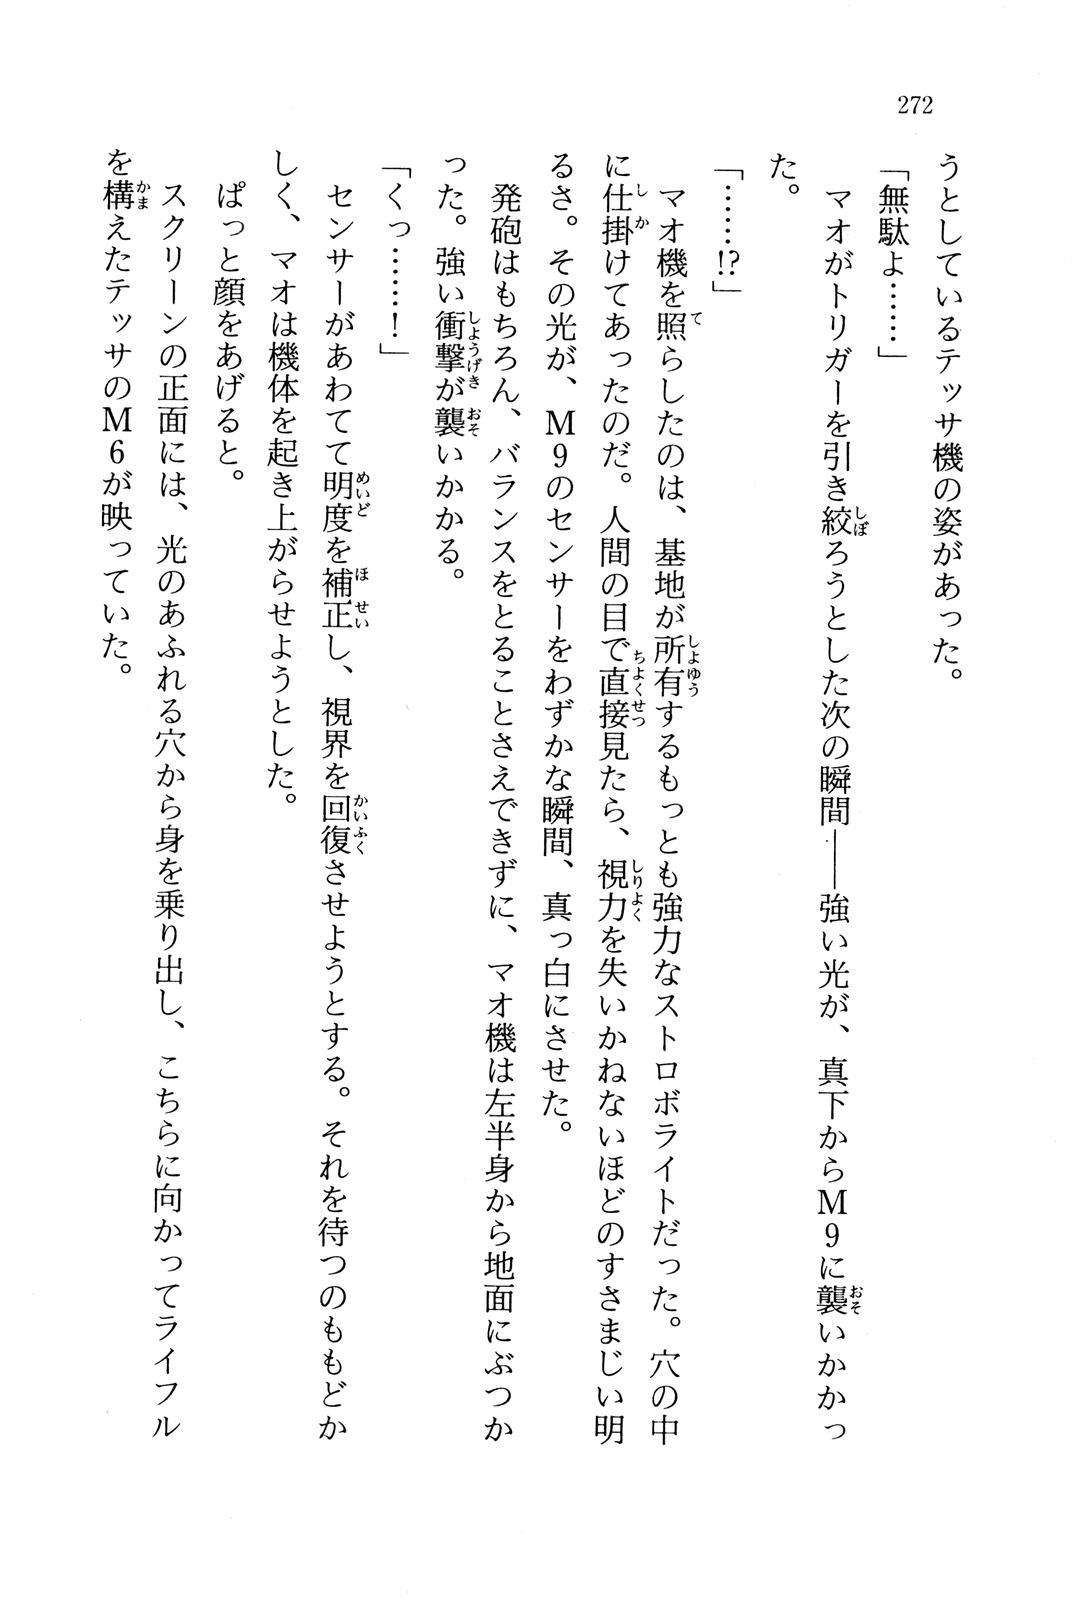 272
うとしているテッサ機の姿があった。
「無駄よ……」
マオがトリガーを引き絞ろうとした次の瞬間――強い光が、真下からM9に襲いかかっ
た。
「……!?」
マオ機を照らしたのは、基地が所有するもっとも強力なストロボライトだった。穴の中
に仕掛けてあったのだ。人間の目で直接見たら、視力を失いかねないほどのすさまじい明
るさ。その光が、M9のセンサーをわずかな瞬間、真っ白にさせた。
発砲はもちろん、バランスをとることさえできずに、マオ機は左半身から地面にぶつか
った。強い衝撃が襲いかかる。
「くっ……！」
センサーがあわてて明度を補正し、視界を回復させようとする。それを待つのももどか
しく、マオは機体を起き上がらせようとした。
ぱっと顔をあげると。
スクリーンの正面には、光のあふれる穴から身を乗り出し、こちらに向かってライフル
を構えたテッサのM6が映っていた。